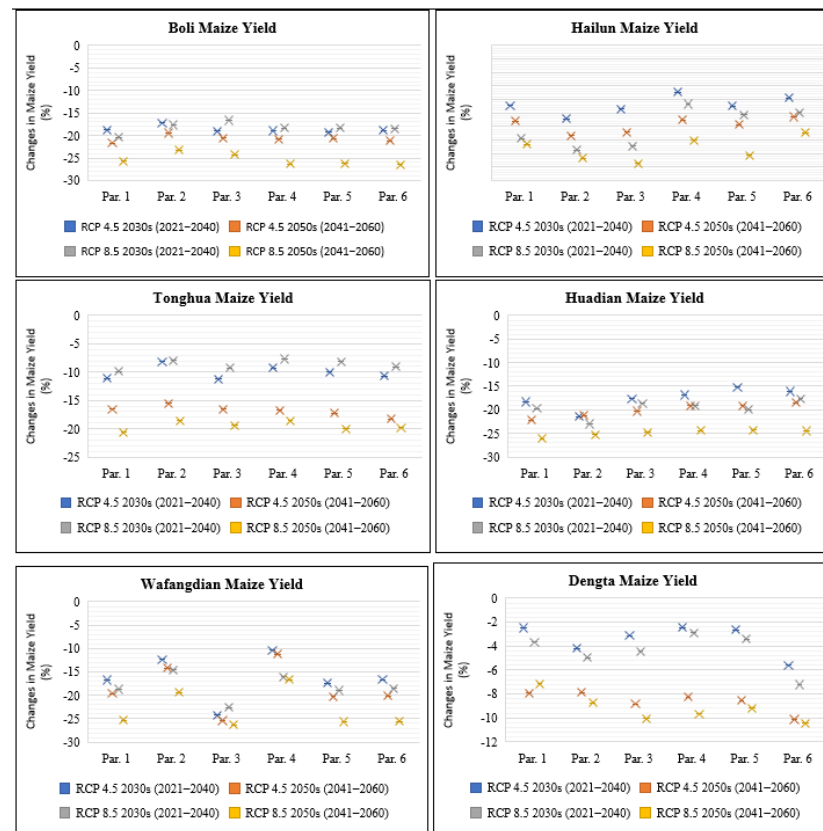 Boli Maize Yield
Changes in Maize Yield
(%)
0
-5
-10
-15
-20
-25
-30
Par. 1 Par. 2 Par. 3 Par. 4 Par. 5 Par. 6
RCP 4.5 2030s (2021–2040) RCP 4.5 2050s (2041–2060)
RCP 8.5 2030s (2021–2040) RCP 8.5 2050s (2041–2060)
Hailun Maize Yield
Changes in Maize Yield
(%)
Par. 1 Par. 2 Par. 3 Par. 4 Par. 5 Par. 6
RCP 4.5 2030s (2021–2040) RCP 4.5 2050s (2041–2060)
RCP 8.5 2030s (2021–2040) RCP 8.5 2050s (2041–2060)
Tonghua Maize Yield
Changes in Maize Yield
(%)
0
-5
-10
-15
-20
-25
Par. 1 Par. 2 Par. 3 Par. 4 Par. 5 Par. 6
RCP 4.5 2030s (2021–2040) RCP 4.5 2050s (2041–2060)
RCP 8.5 2030s (2021–2040) RCP 8.5 2050s (2041–2060)
Huadian Maize Yield
Changes in Maize Yield
(%)
0
-5
-10
-15
-20
-25
-30
Par. 1 Par. 2 Par. 3 Par. 4 Par. 5 Par. 6
RCP 4.5 2030s (2021–2040) RCP 4.5 2050s (2041–2060)
RCP 8.5 2030s (2021–2040) RCP 8.5 2050s (2041–2060)
Wafangdian Maize Yield
Changes in Maize Yield
(%)
0
-5
-10
-15
-20
-25
-30
Par. 1 Par. 2 Par. 3 Par. 4 Par. 5 Par. 6
RCP 4.5 2030s (2021–2040) RCP 4.5 2050s (2041–2060)
RCP 8.5 2030s (2021–2040) RCP 8.5 2050s (2041–2060)
Dengta Maize Yield
Changes in Maize Yield
(%)
0
-2
-4
-6
-8
-10
-12
Par. 1 Par. 2 Par. 3 Par. 4 Par. 5 Par. 6
RCP 4.5 2030s (2021–2040) RCP 4.5 2050s (2041–2060)
RCP 8.5 2030s (2021–2040) RCP 8.5 2050s (2041–2060)